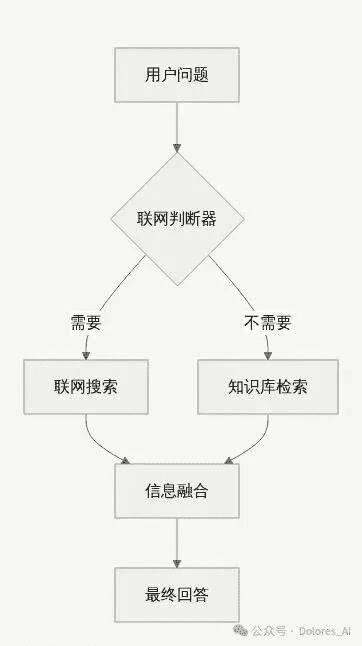 用户问题
联网判断器
需要
不需要
联网搜索
知识库检索
信息融合
最终回答
公众号 · Dolores_AI